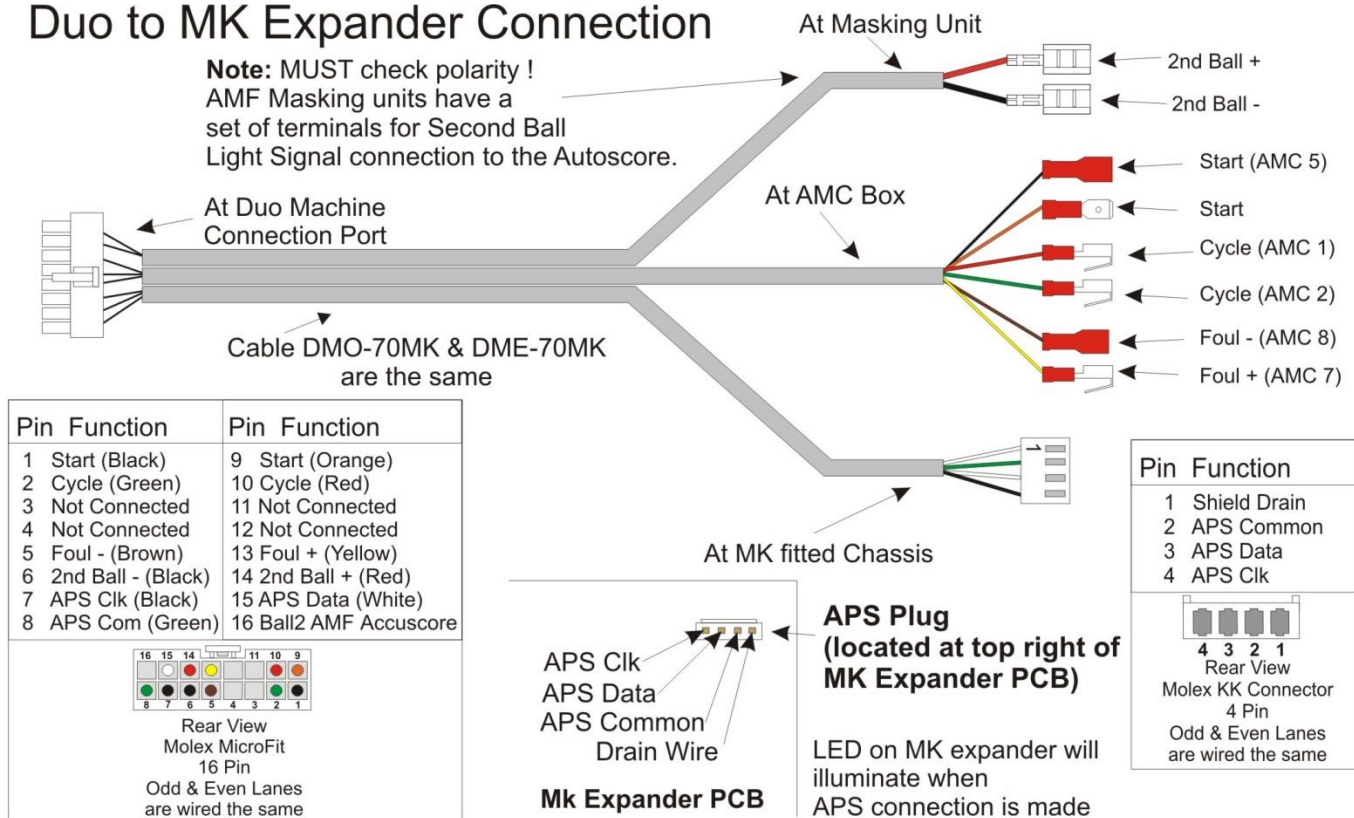 Duo to MK Expander Connection
Note: MUST check polarity !
AMF Masking units have a
set of terminals for Second Ball
Light Signal connection to the Autoscore.
At Masking Unit
2nd Ball +
2nd Ball -
At Duo Machine
Connection Port
At AMC Box
Start (AMC 5)
Start
Cycle (AMC 1)
Cycle (AMC 2)
Foul - (AMC 8)
Foul + (AMC 7)
Cable DMO-70MK & DME-70MK
are the same
1
At MK fitted Chassis
Pin Function Pin Function
1 Start (Black) 9 Start (Orange)
2 Cycle (Green) 10 Cycle (Red)
3 Not Connected 11 Not Connected
4 Not Connected 12 Not Connected
5 Foul - (Brown) 13 Foul + (Yellow)
6 2nd Ball - (Black) 14 2nd Ball + (Red)
7 APS Clk (Black) 15 APS Data (White)
8 APS Com (Green) 16 Ball2 AMF Accuscore
16 15 14 11 10 9
8 7 6 5 4 3 2 1
Rear View
Molex MicroFit
16 Pin
Odd & Even Lanes
are wired the same
APS Clk
APS Data
APS Common
Drain Wire
Mk Expander PCB
APS Plug
(located at top right of
MK Expander PCB)
LED on MK expander will
illuminate when
APS connection is made
Pin Function
1 Shield Drain
2 APS Common
3 APS Data
4 APS Clk
4 3 2 1
Rear View
Molex KK Connector
4 Pin
Odd & Even Lanes
are wired the same